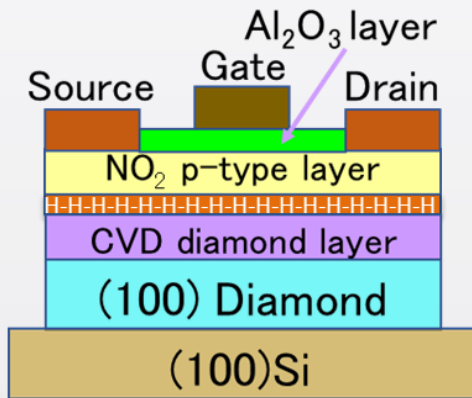 Al₂O₃ layer
Gate
Source
Drain
NO₂ p-type layer
H-H-H-H-H-H-H-H-H-H-H-H-H-H-H-H-H
CVD diamond layer
(100) Diamond
(100)Si